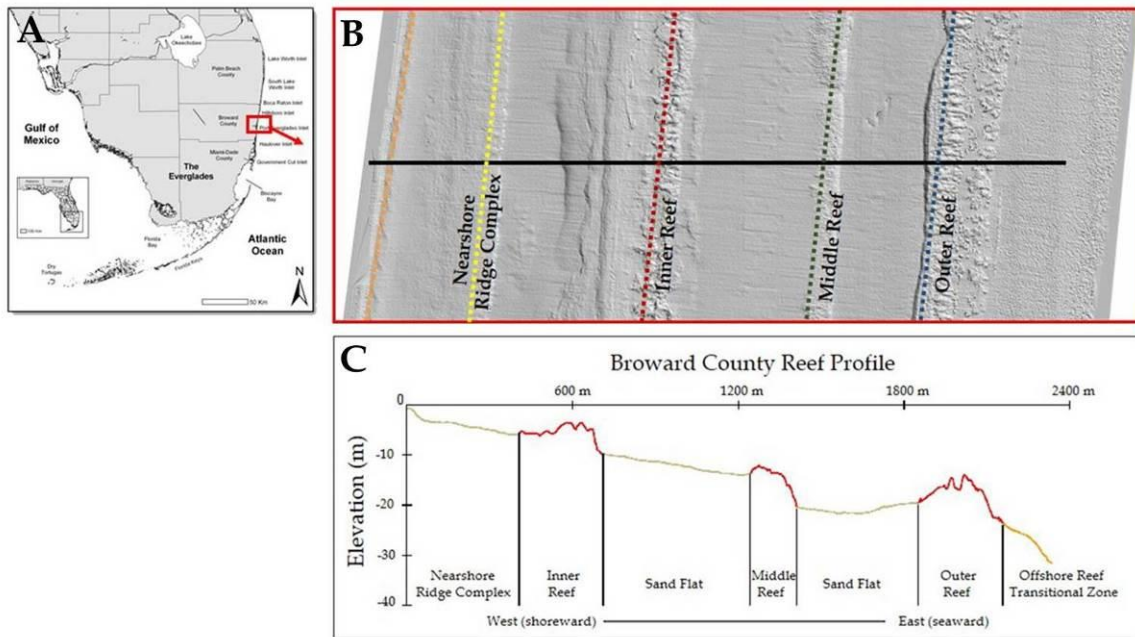 A
Lake
Okeechobee
Palm Beach
County
Lake Worth Inlet
South Lake
Worth Inlet
Boca Raton Inlet
Hillsboro Inlet
Broward
County
Port Everglades Inlet
Gulf of
Mexico
Haulover Inlet
Miami-Dade
County
Government Cut Inlet
The
Everglades
Biscayne
Bay
Florida
Bay
Atlantic
Ocean
Dry
Tortugas
Florida Keys
N
50 Km
B
Nearshore
Ridge Complex
Inner Reef
Middle Reef
Outer Reef
C
Broward County Reef Profile
600 m
1200 m
1800 m
2400 m
0
-10
-20
-30
-40
Elevation (m)
Nearshore
Ridge Complex
Inner
Reef
Sand Flat
Middle
Reef
Sand Flat
Outer
Reef
Offshore Reef
Transitional Zone
West (shoreward)
East (seaward)